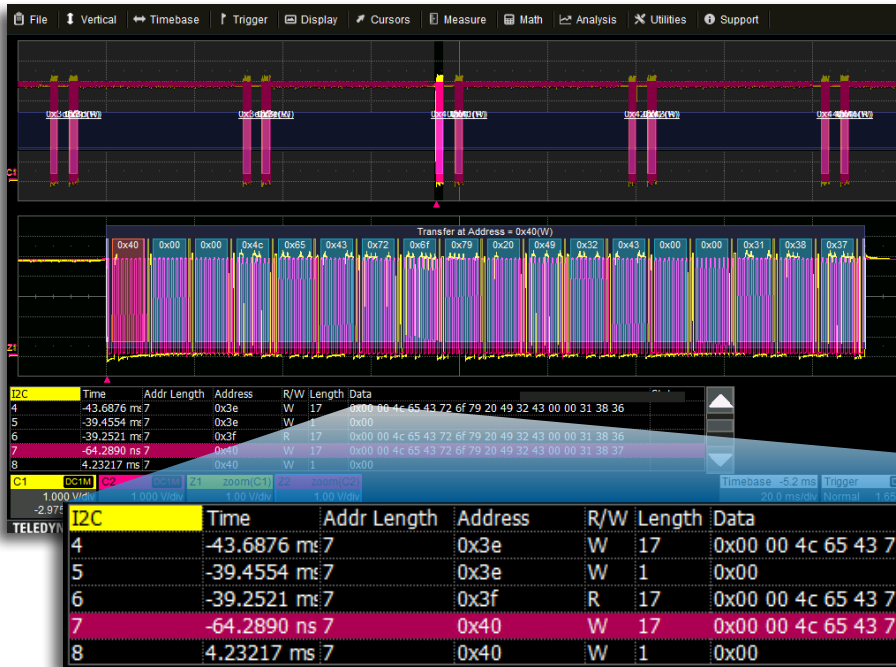 File Vertical Timebase Trigger Display Cursors Measure Math Analysis Utilities Support
C1
Transfer at Address = 0x40(W)
0x40 0x00 0x00 0x4c 0x65 0x43 0x72 0x6f 0x79 0x20 0x49 0x32 0x43 0x00 0x00 0x31 0x38 0x37
Z1
I2C Time Addr Length Address R/W Length Data
4 -43.6876 ms 7 0x3e W 17 0x00 00 4c 65 43 72 6f 79 20 49 32 43 00 00 31 38 36
5 -39.4554 ms 7 0x3e W 1 0x00
6 -39.2521 ms 7 0x3f R 17 0x00 00 4c 65 43 72 6f 79 20 49 32 43 00 00 31 38 36
7 -64.2890 ns 7 0x40 W 17 0x00 00 4c 65 43 72 6f 79 20 49 32 43 00 00 31 38 37
8 4.23217 ms 7 0x40 W 1 0x00
C1 DC1M C2 DC1M Z1 zoom(C1) Z2 zoom(C2) Timebase -5.2 ms Trigger
1.000 V/div 1.000 V/div 1.00 V/div 1.00 V/div 20.0 ms/div Normal 1.65
-2.975
TELEDYN
I2C Time Addr Length Address R/W Length Data
4 -43.6876 ms 7 0x3e W 17 0x00 00 4c 65 43 7
5 -39.4554 ms 7 0x3e W 1 0x00
6 -39.2521 ms 7 0x3f R 17 0x00 00 4c 65 43 7
7 -64.2890 ns 7 0x40 W 17 0x00 00 4c 65 43 7
8 4.23217 ms 7 0x40 W 1 0x00